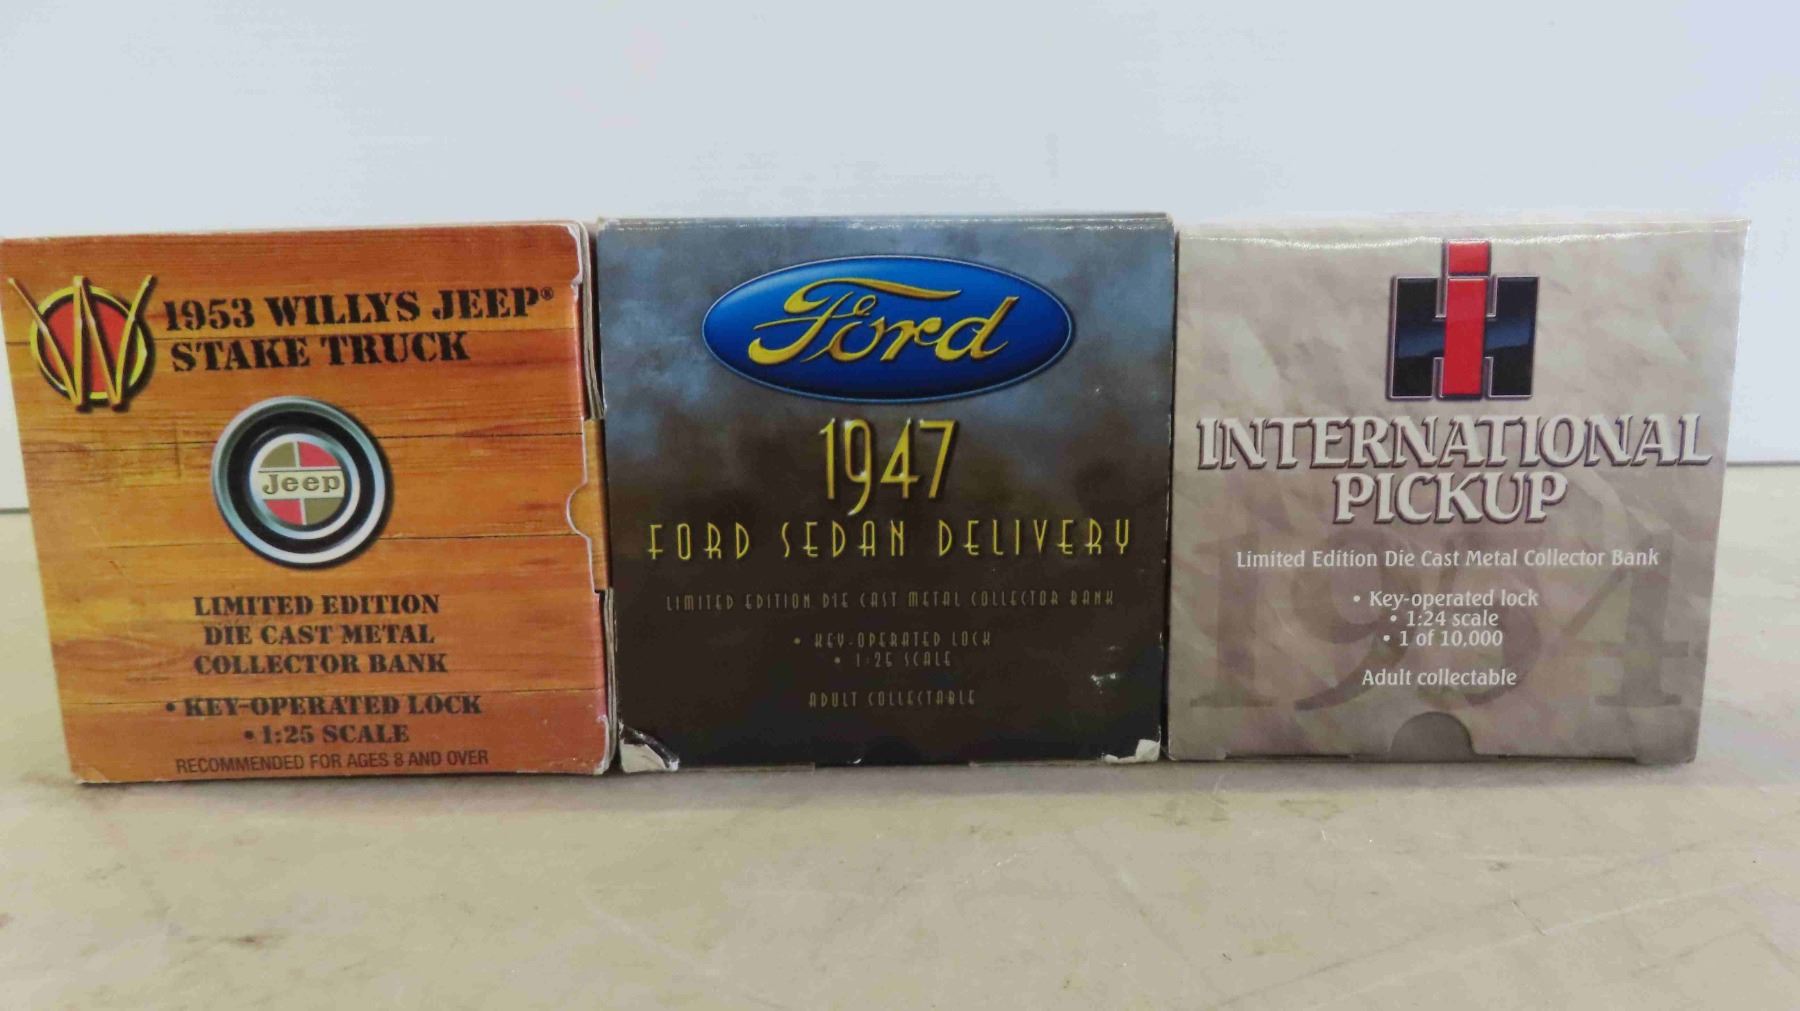 W
1953 WILLYS JEEP®
STAKE TRUCK
Jeep
LIMITED EDITION
DIE CAST METAL
COLLECTOR BANK
• KEY-OPERATED LOCK
• 1:25 SCALE
RECOMMENDED FOR AGES 8 AND OVER
Ford
1947
FORD SEDAN DELIVERY
LIMITED EDITION DIE CAST METAL COLLECTOR BANK
• KEY-OPERATED LOCK
• 1:25 SCALE
ADULT COLLECTABLE
IH
INTERNATIONAL
PICKUP
1954
Limited Edition Die Cast Metal Collector Bank
• Key-operated lock
• 1:24 scale
• 1 of 10,000
Adult collectable